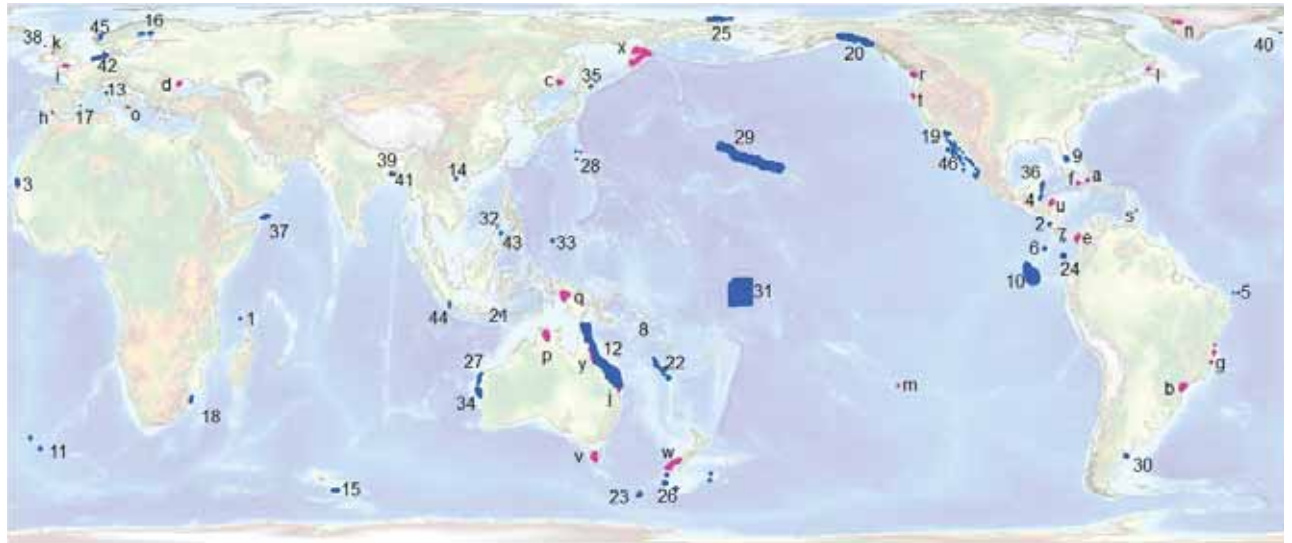 45 16
38 k
25
20
n
40
42
i
x
c
35
d
13
r
l
h 17 o
t
19
46
29
28
9
39
41
14
3
36 f a
4 u
s
37
32
43
33
2 7 e
6
24
10
1
44
21
q
31
5
8
p
12
y
22
27
34
j
m
g
b
18
11
v
w
30
15
23 26